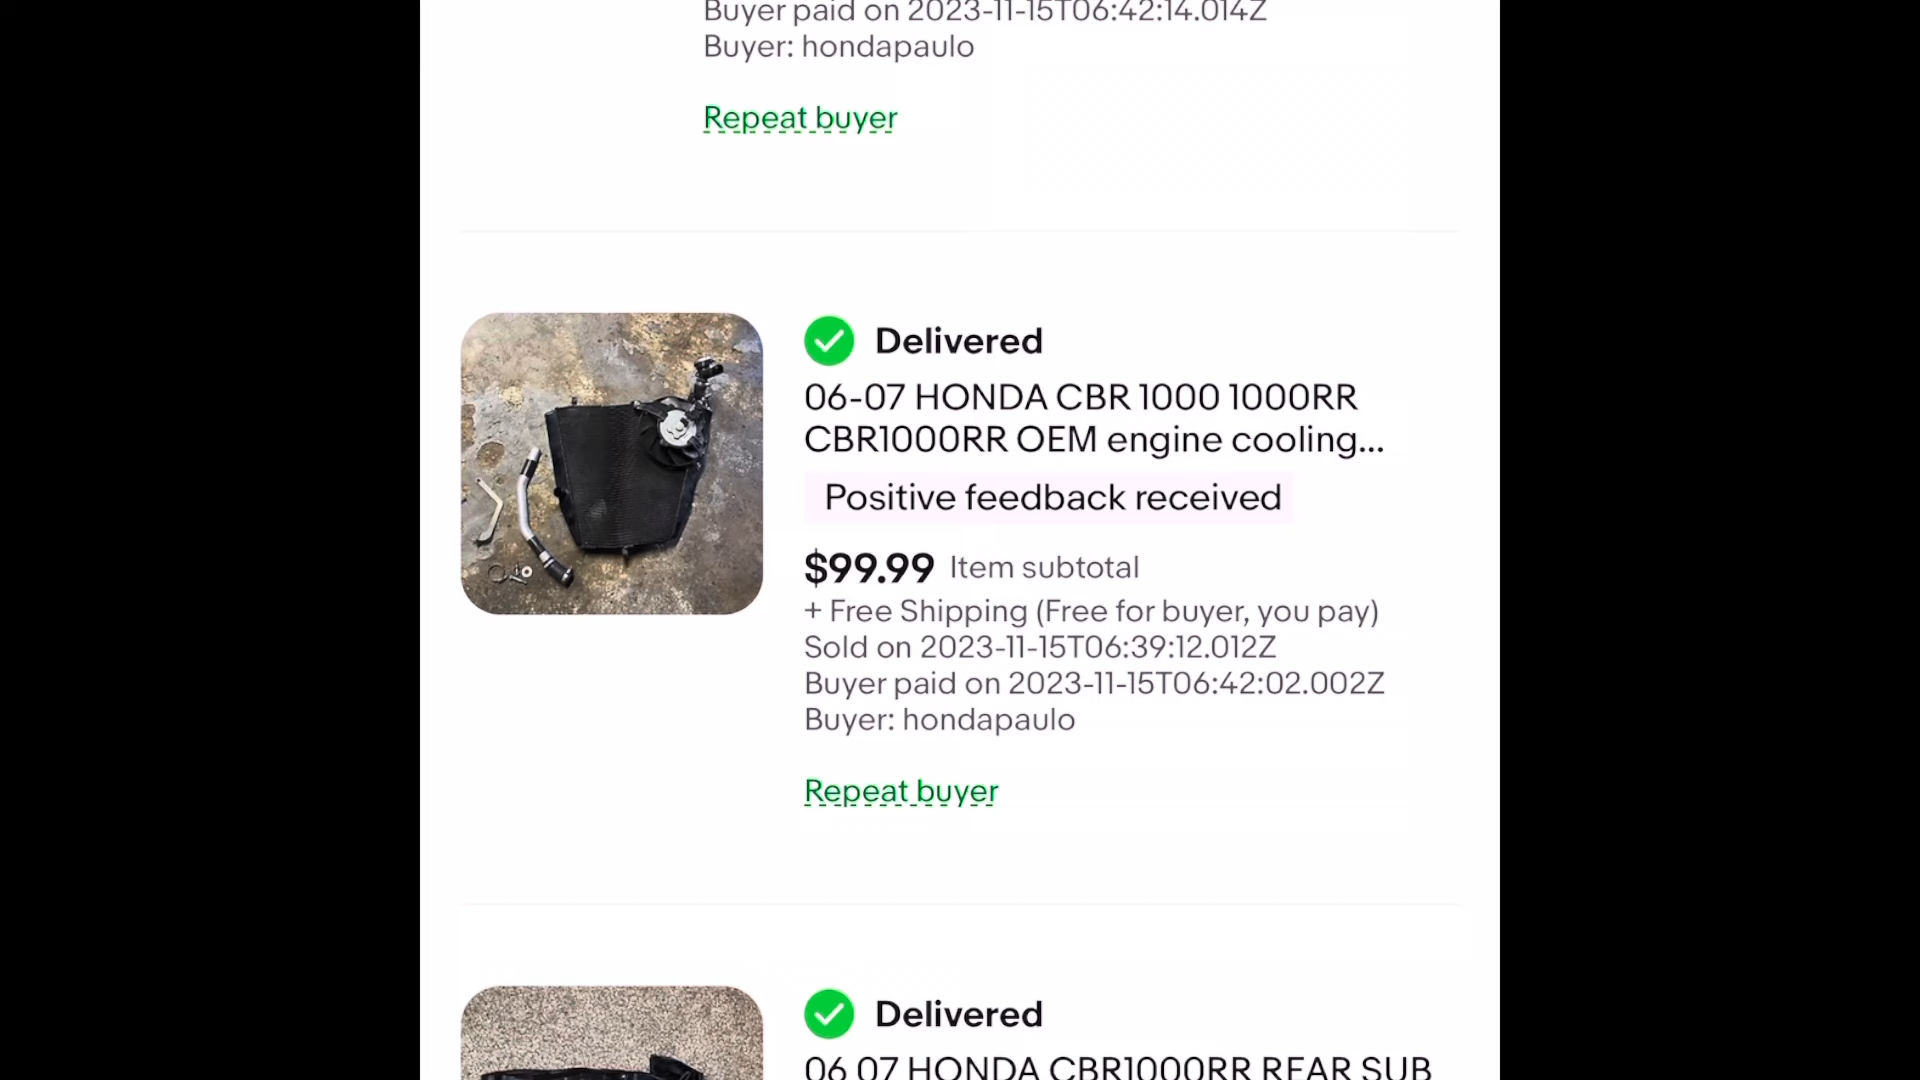 Buyer paid on 2023-11-15T06:42:14.014Z
Buyer: hondapaulo
Repeat buyer
Delivered
06-07 HONDA CBR 1000 1000RR
CBR1000RR OEM engine cooling...
Positive feedback received
$99.99 Item subtotal
+ Free Shipping (Free for buyer, you pay)
Sold on 2023-11-15T06:39:12.012Z
Buyer paid on 2023-11-15T06:42:02.002Z
Buyer: hondapaulo
Repeat buyer
Delivered
06 07 HONDA CBR1000RR REAR SUB